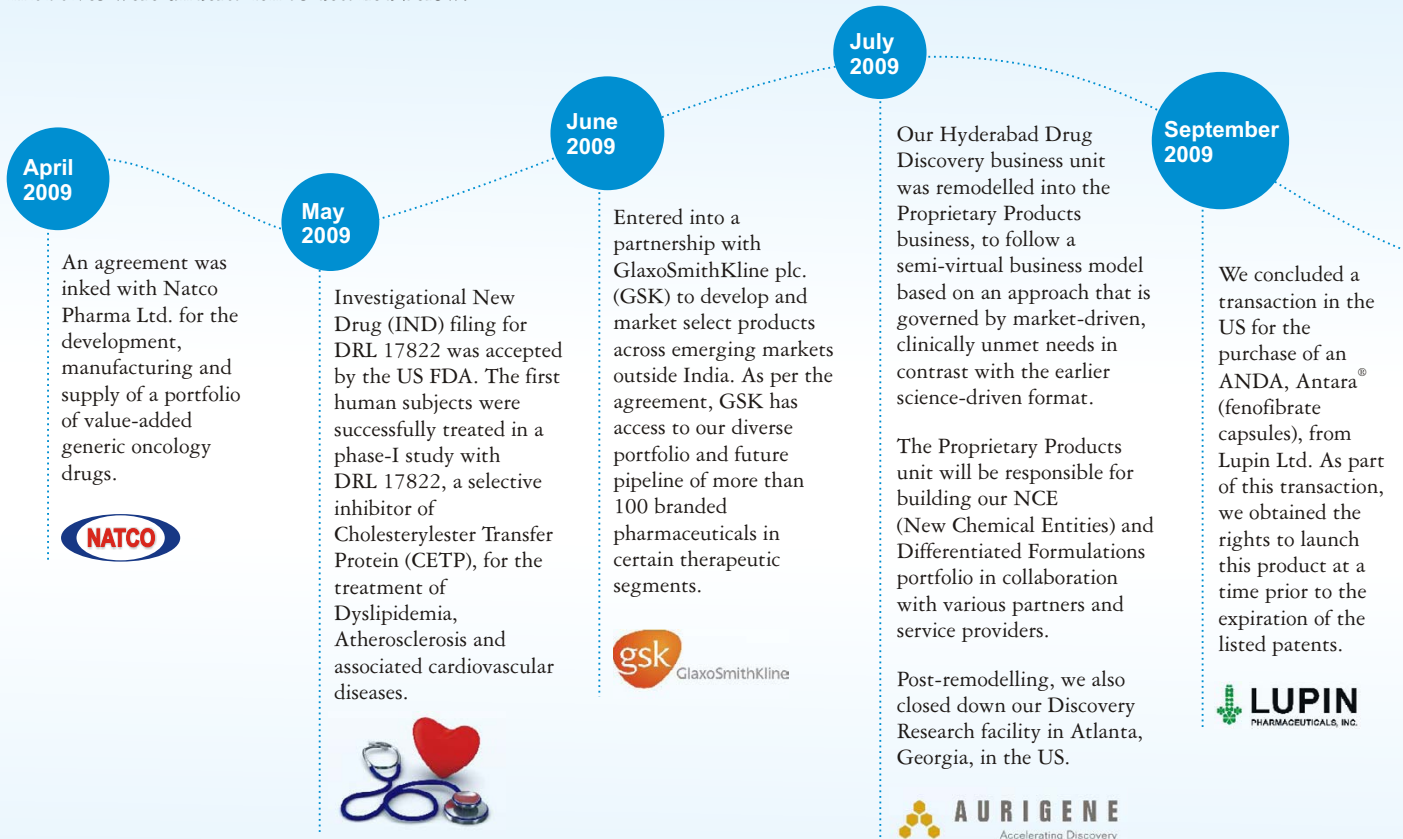 April
2009
An agreement was
inked with Natco
Pharma Ltd. for the
development,
manufacturing and
supply of a portfolio
of value-added
generic oncology
drugs.
NATCO
May
2009
Investigational New
Drug (IND) filing for
DRL 17822 was accepted
by the US FDA. The first
human subjects were
successfully treated in a
phase-I study with
DRL 17822, a selective
inhibitor of
Cholesterylester Transfer
Protein (CETP), for the
treatment of
Dyslipidemia,
Atherosclerosis and
associated cardiovascular
diseases.
June
2009
Entered into a
partnership with
GlaxoSmithKline plc.
(GSK) to develop and
market select products
across emerging markets
outside India. As per the
agreement, GSK has
access to our diverse
portfolio and future
pipeline of more than
100 branded
pharmaceuticals in
certain therapeutic
segments.
gsk
GlaxoSmithKline
July
2009
Our Hyderabad Drug
Discovery business unit
was remodelled into the
Proprietary Products
business, to follow a
semi-virtual business model
based on an approach that is
governed by market-driven,
clinically unmet needs in
contrast with the earlier
science-driven format.
The Proprietary Products
unit will be responsible for
building our NCE
(New Chemical Entities) and
Differentiated Formulations
portfolio in collaboration
with various partners and
service providers.
Post-remodelling, we also
closed down our Discovery
Research facility in Atlanta,
Georgia, in the US.
AURIGENE
Accelerating Discovery
September
2009
We concluded a
transaction in the
US for the
purchase of an
ANDA, Antara®
(fenofibrate
capsules), from
Lupin Ltd. As part
of this transaction,
we obtained the
rights to launch
this product at a
time prior to the
expiration of the
listed patents.
LUPIN
PHARMACEUTICALS, INC.